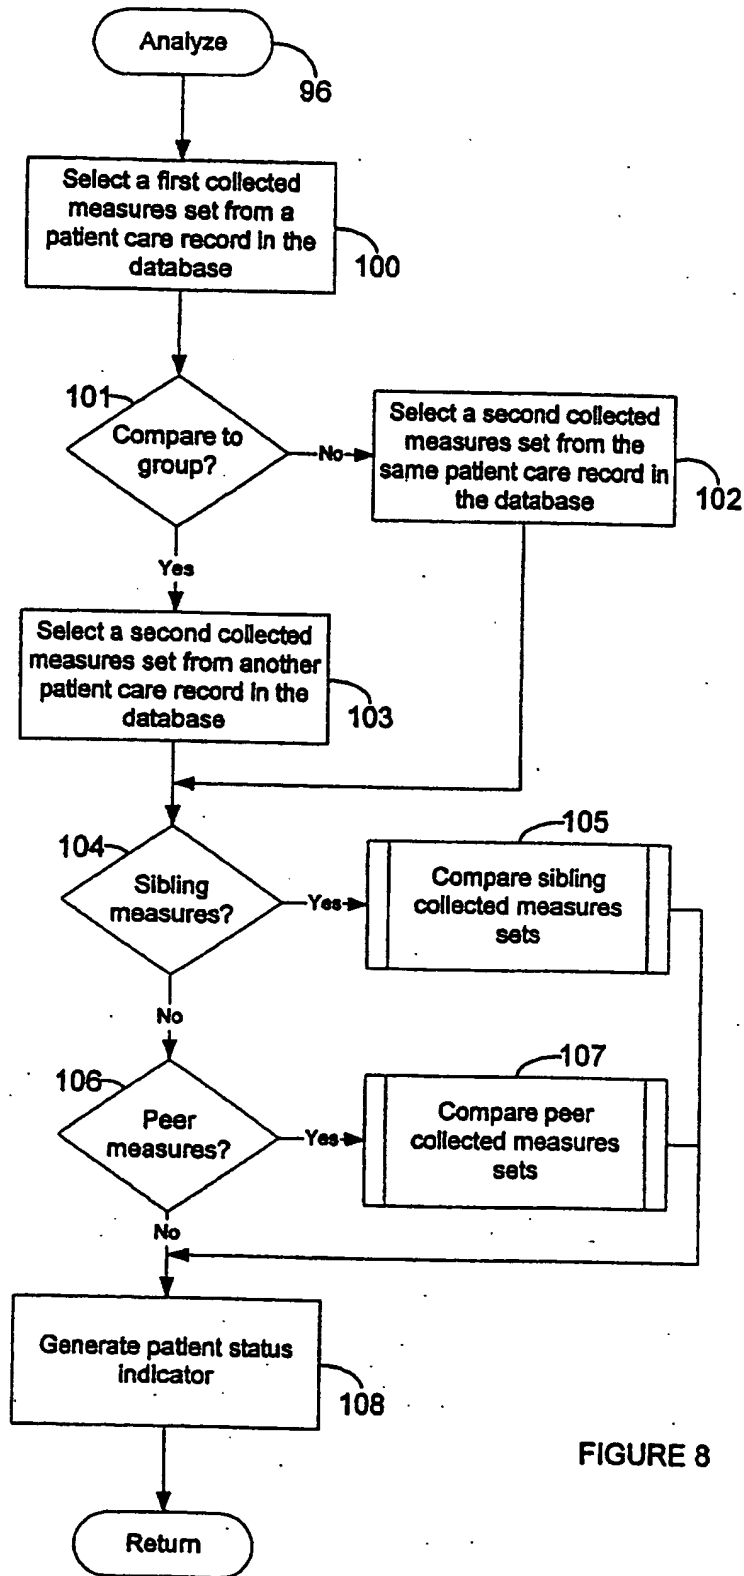 Analyze
96
Select a first collected
measures set from a
patient care record in the
database
100
101
Compare to
group?
No
Select a second collected
measures set from the
same patient care record in
the database
102
Yes
Select a second collected
measures set from another
patient care record in the
database
103
104
Sibling
measures?
Yes
105
Compare sibling
collected measures
sets
No
106
Peer
measures?
Yes
107
Compare peer
collected measures
sets
No
Generate patient status
indicator
108
FIGURE 8
Return